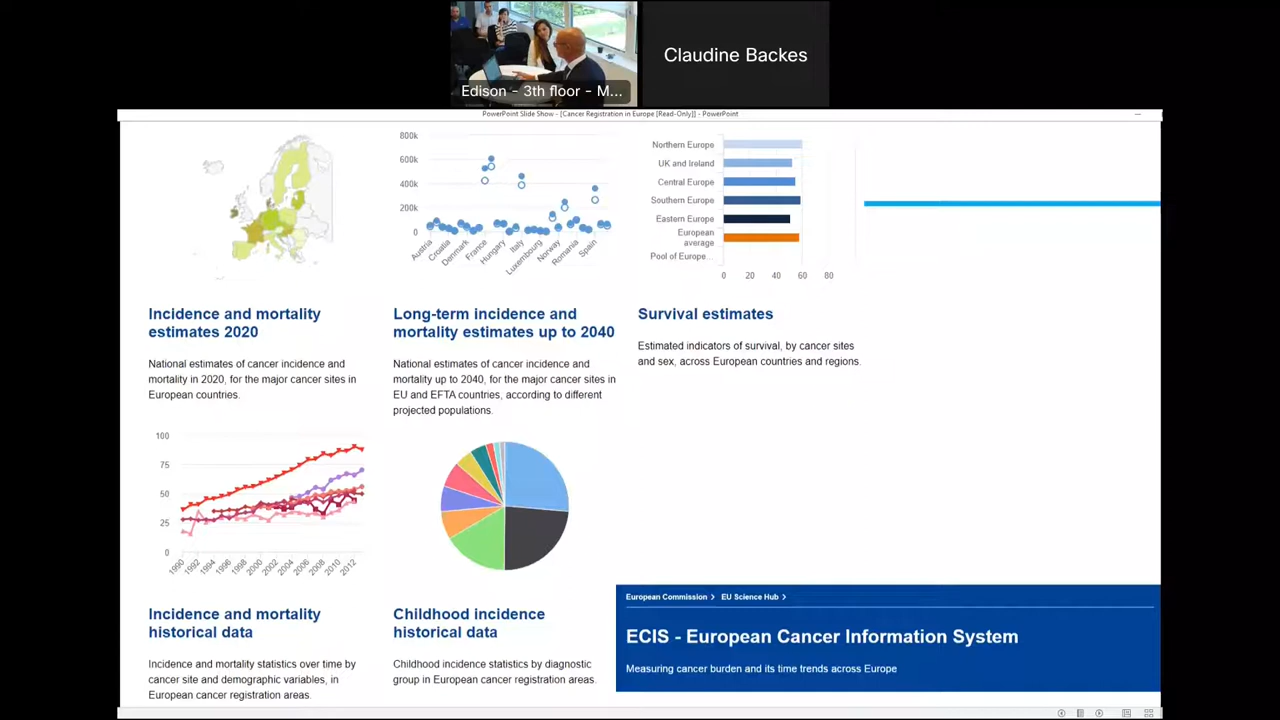 Edison - 3th floor - M...
Claudine Backes
PowerPoint Slide Show - [Cancer Registration in Europe [Read-Only]] - PowerPoint
800k
600k
400k
200k
0
Austria
Croatia
Denmark
France
Hungary
Italy
Luxembourg
Norway
Romania
Spain
Northern Europe
UK and Ireland
Central Europe
Southern Europe
Eastern Europe
European
average
Pool of Europe...
0 20 40 60 80
Incidence and mortality
estimates 2020
National estimates of cancer incidence and
mortality in 2020, for the major cancer sites in
European countries.
Long-term incidence and
mortality estimates up to 2040
National estimates of cancer incidence and
mortality up to 2040, for the major cancer sites in
EU and EFTA countries, according to different
projected populations.
Survival estimates
Estimated indicators of survival, by cancer sites
and sex, across European countries and regions.
100
75
50
25
0
1990
1992
1994
1996
1998
2000
2002
2004
2006
2008
2010
2012
Incidence and mortality
historical data
Incidence and mortality statistics over time by
cancer site and demographic variables, in
European cancer registration areas.
Childhood incidence
historical data
Childhood incidence statistics by diagnostic
group in European cancer registration areas.
European Commission > EU Science Hub >
ECIS - European Cancer Information System
Measuring cancer burden and its time trends across Europe